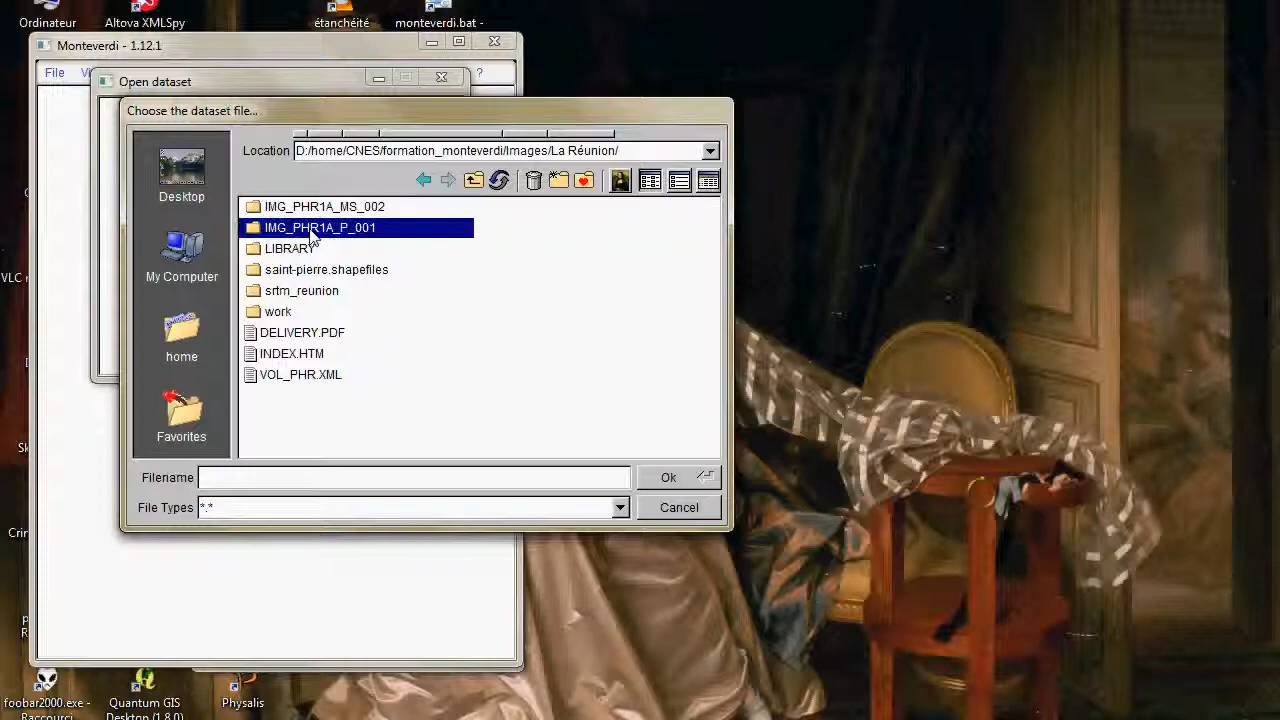 Ordinateur
Altova XMLSpy
étanchéité
monteverdi.bat -
Monteverdi - 1.12.1
File
?
Open dataset
Choose the dataset file...
Location
D:/home/CNES/formation_monteverdi/Images/La Réunion/
Desktop
My Computer
home
Favorites
IMG_PHR1A_MS_002
IMG_PHR1A_P_001
LIBRARY
saint-pierre.shapefiles
srtm_reunion
work
DELIVERY.PDF
INDEX.HTM
VOL_PHR.XML
Filename
Ok
File Types
*.*
Cancel
VLC
foobar2000.exe -
Raccourci
Quantum GIS
Desktop (1.8.0)
Physalis